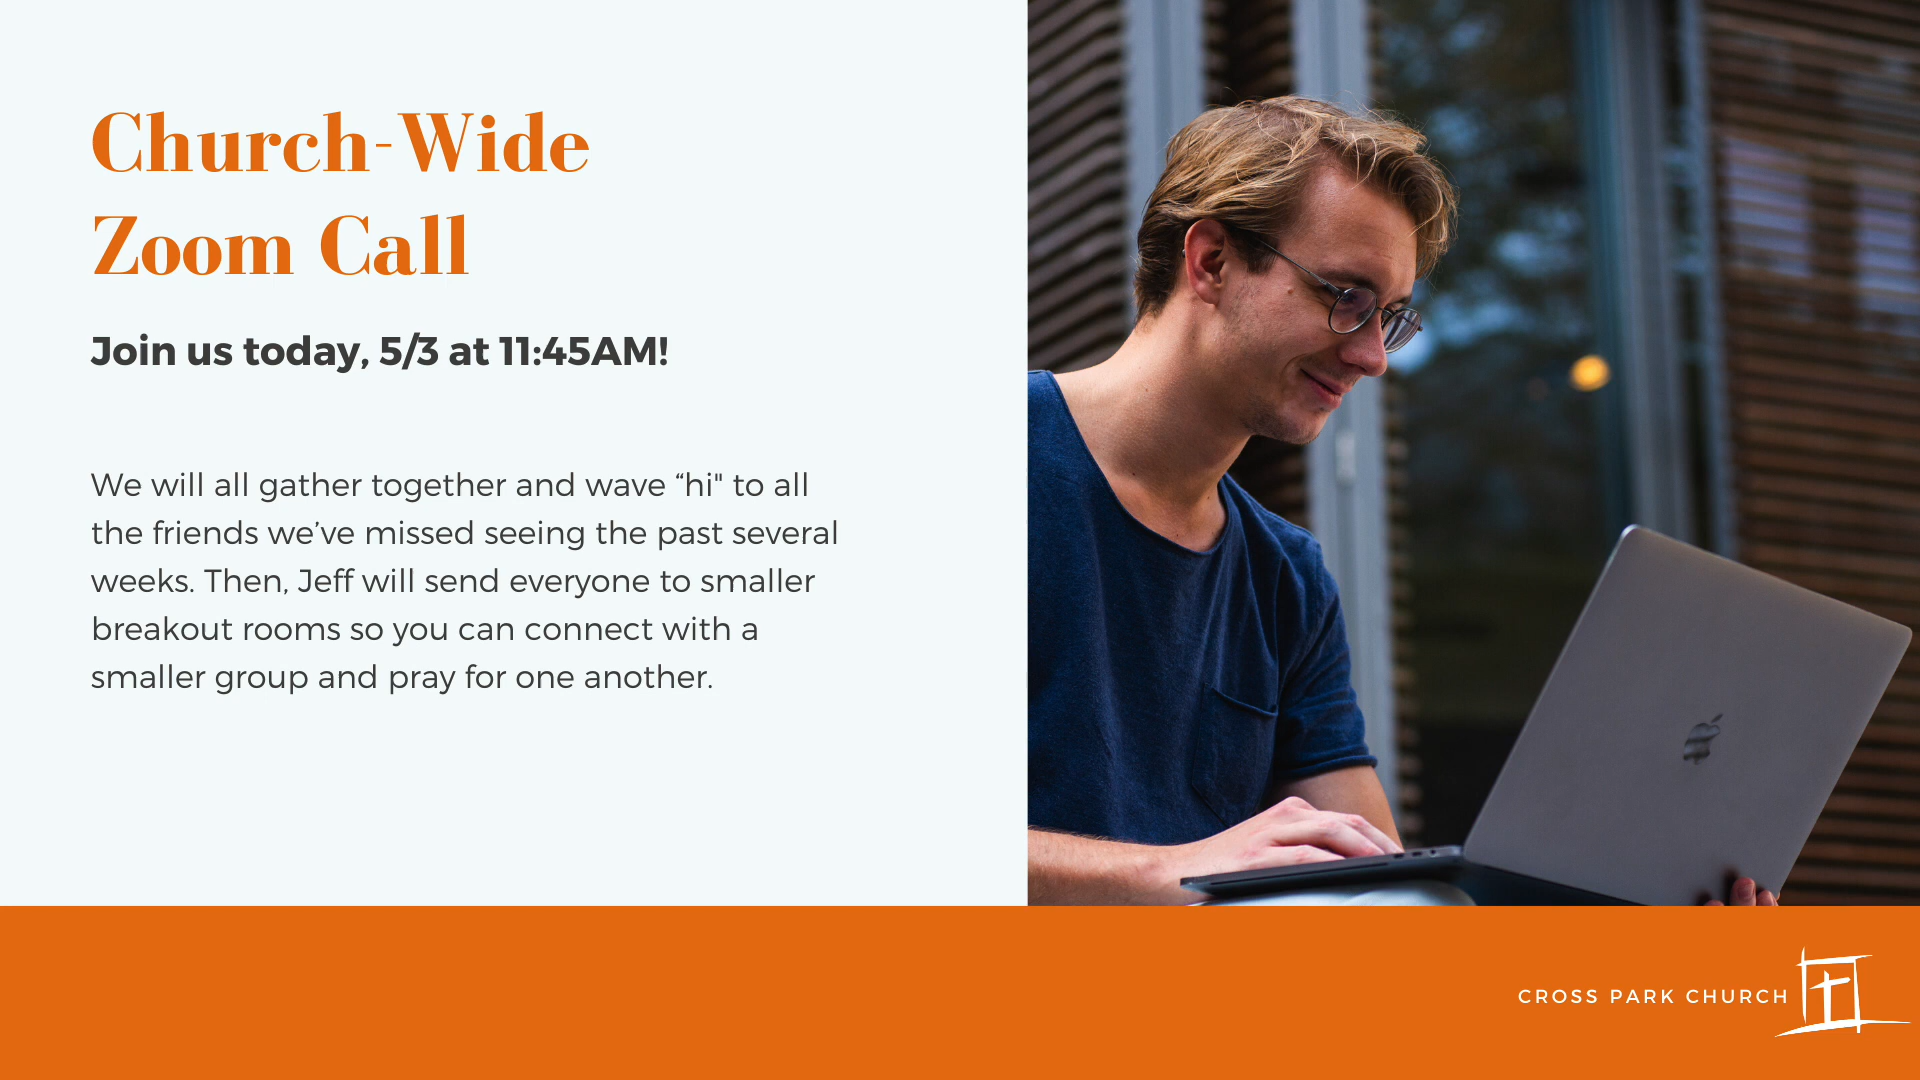 Church-Wide
Zoom Call
Join us today, 5/3 at 11:45AM!
We will all gather together and wave “hi" to all
the friends we’ve missed seeing the past several
weeks. Then, Jeff will send everyone to smaller
breakout rooms so you can connect with a
smaller group and pray for one another.
CROSS PARK CHURCH